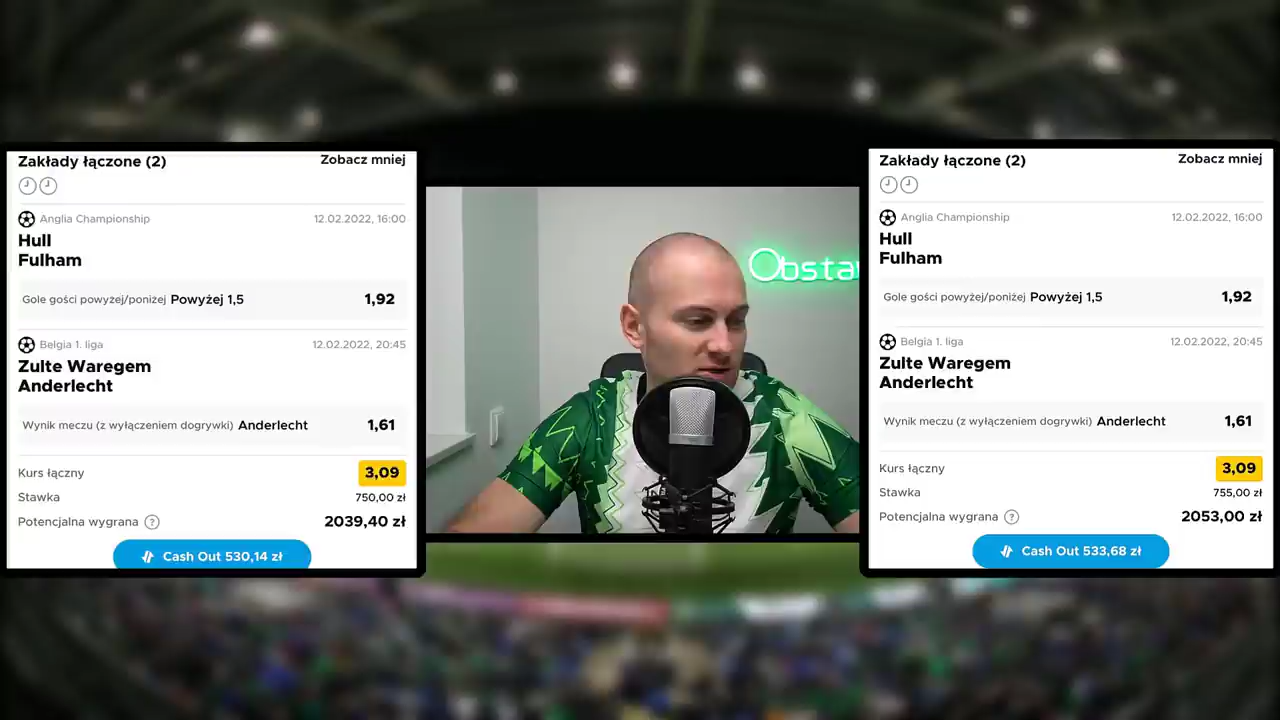 Zakłady łączone (2) Zobacz mniej
Anglia Championship 12.02.2022, 16:00
Hull
Fulham
Gole gości powyżej/poniżej Powyżej 1,5 1,92
Belgia 1. liga 12.02.2022, 20:45
Zulte Waregem
Anderlecht
Wynik meczu (z wyłączeniem dogrywki) Anderlecht 1,61
Kurs łączny 3,09
Stawka 750,00 zł
Potencjalna wygrana ? 2039,40 zł
Cash Out 530,14 zł
Obsta
Zakłady łączone (2) Zobacz mniej
Anglia Championship 12.02.2022, 16:00
Hull
Fulham
Gole gości powyżej/poniżej Powyżej 1,5 1,92
Belgia 1. liga 12.02.2022, 20:45
Zulte Waregem
Anderlecht
Wynik meczu (z wyłączeniem dogrywki) Anderlecht 1,61
Kurs łączny 3,09
Stawka 755,00 zł
Potencjalna wygrana ? 2053,00 zł
Cash Out 533,68 zł